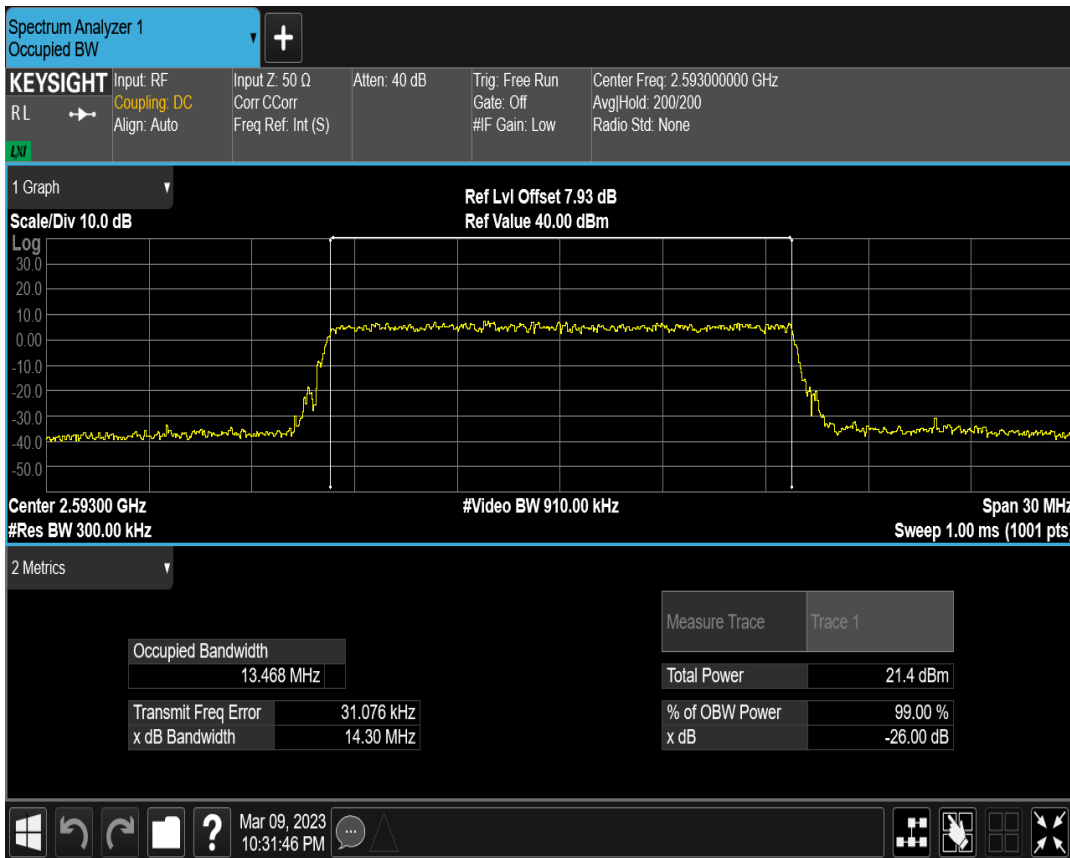 Spectrum Analyzer 1
Occupied BW
KEYSIGHT
RL
LXI
Input: RF
Coupling: DC
Align: Auto
Input Z: 50 Ω
Corr CCorr
Freq Ref: Int (S)
Atten: 40 dB
Trig: Free Run
Gate: Off
#IF Gain: Low
Center Freq: 2.593000000 GHz
Avg|Hold: 200/200
Radio Std: None
1 Graph
Ref Lvl Offset 7.93 dB
Scale/Div 10.0 dB
Ref Value 40.00 dBm
Log
30.0
20.0
10.0
0.00
-10.0
-20.0
-30.0
-40.0
-50.0
Center 2.59300 GHz
#Video BW 910.00 kHz
Span 30 MHz
#Res BW 300.00 kHz
Sweep 1.00 ms (1001 pts)
2 Metrics
Measure Trace
Trace 1
Occupied Bandwidth
13.468 MHz
Total Power
21.4 dBm
Transmit Freq Error
31.076 kHz
% of OBW Power
99.00 %
x dB Bandwidth
14.30 MHz
x dB
-26.00 dB
?
Mar 09, 2023
10:31:46 PM